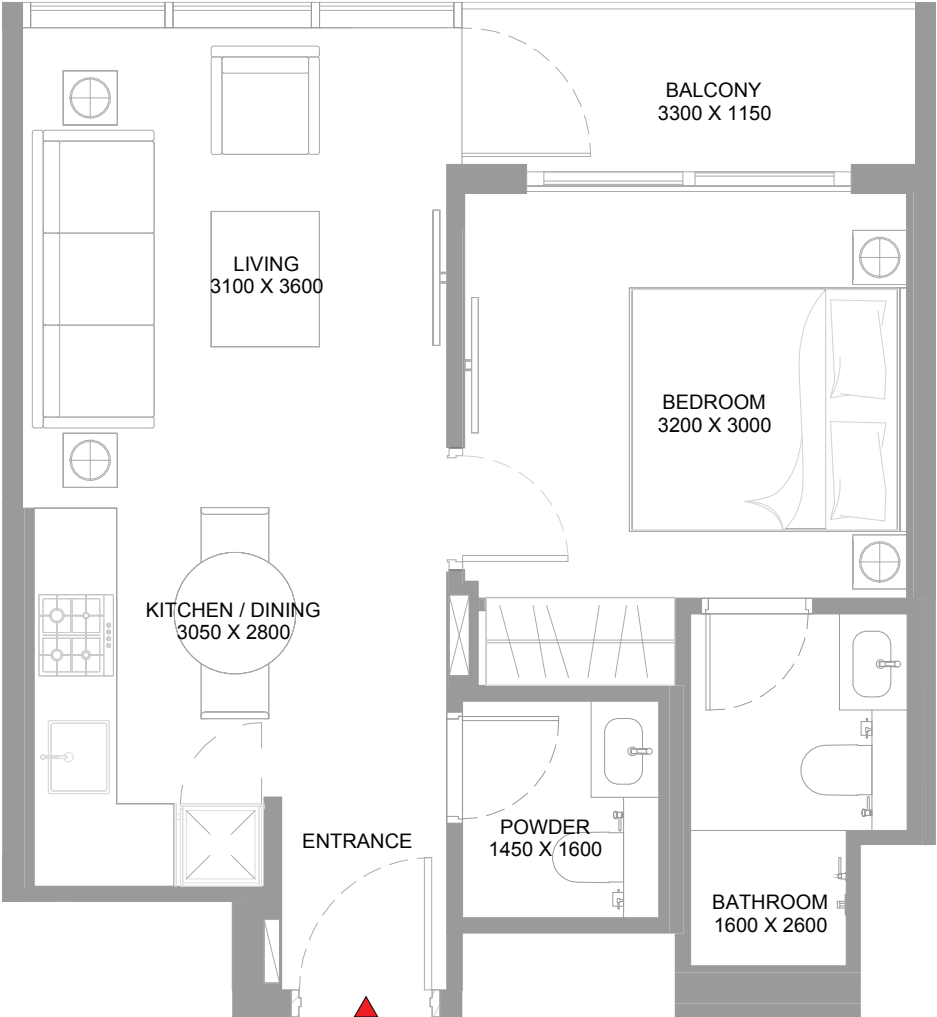 BALCONY
3300 X 1150
LIVING
3100 X 3600
BEDROOM
3200 X 3000
KITCHEN / DINING
3050 X 2800
ENTRANCE
POWDER
1450 X 1600
BATHROOM
1600 X 2600